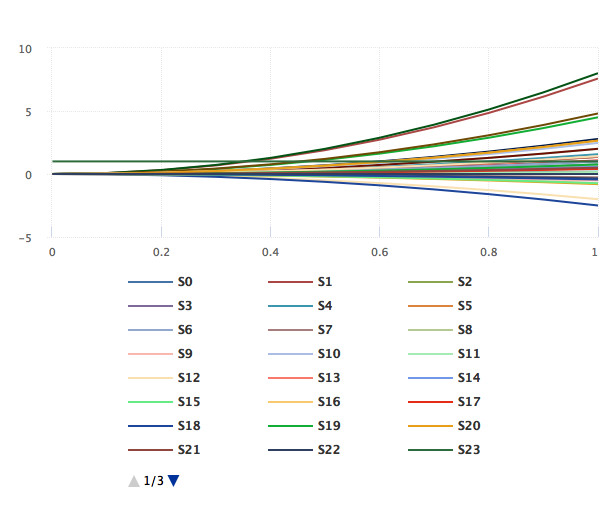 10
5
0
−5
0 0.2 0.4 0.6 0.8 1
S0 S1 S2
S3 S4 S5
S6 S7 S8
S9 S10 S11
S12 S13 S14
S15 S16 S17
S18 S19 S20
S21 S22 S23
1/3